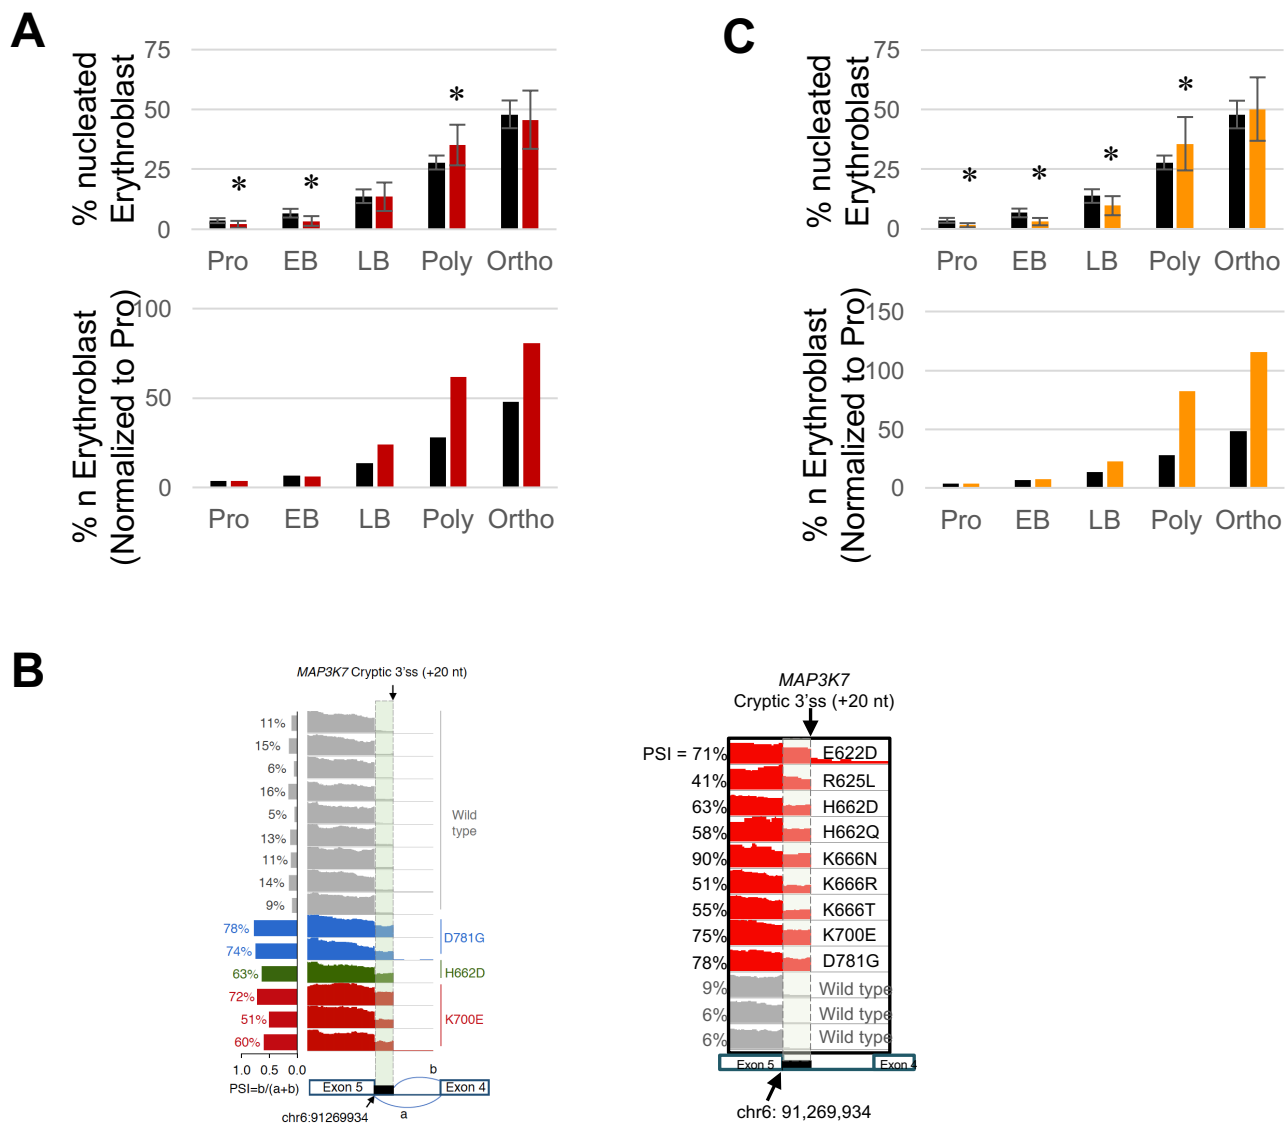 A
% nucleated
Erythroblast
75
50
25
0
*
*
*
Pro EB LB Poly Ortho
% n Erythroblast
(Normalized to Pro)
100
50
0
Pro EB LB Poly Ortho
C
% nucleated
Erythroblast
75
50
25
0
*
*
*
*
Pro EB LB Poly Ortho
% n Erythroblast
(Normalized to Pro)
150
100
50
0
Pro EB LB Poly Ortho
B
MAP3K7 Cryptic 3'ss (+20 nt)
11%
15%
6%
16%
5%
13%
11%
14%
9%
78%
74%
63%
72%
51%
60%
Wild
type
D781G
H662D
K700E
1.0 0.5 0.0
PSI=b/(a+b)
Exon 5
b
Exon 4
a
chr6:91269934
MAP3K7
Cryptic 3'ss (+20 nt)
PSI = 71% E622D
41% R625L
63% H662D
58% H662Q
90% K666N
51% K666R
55% K666T
75% K700E
78% D781G
9% Wild type
6% Wild type
6% Wild type
Exon 5 Exon 4
chr6: 91,269,934